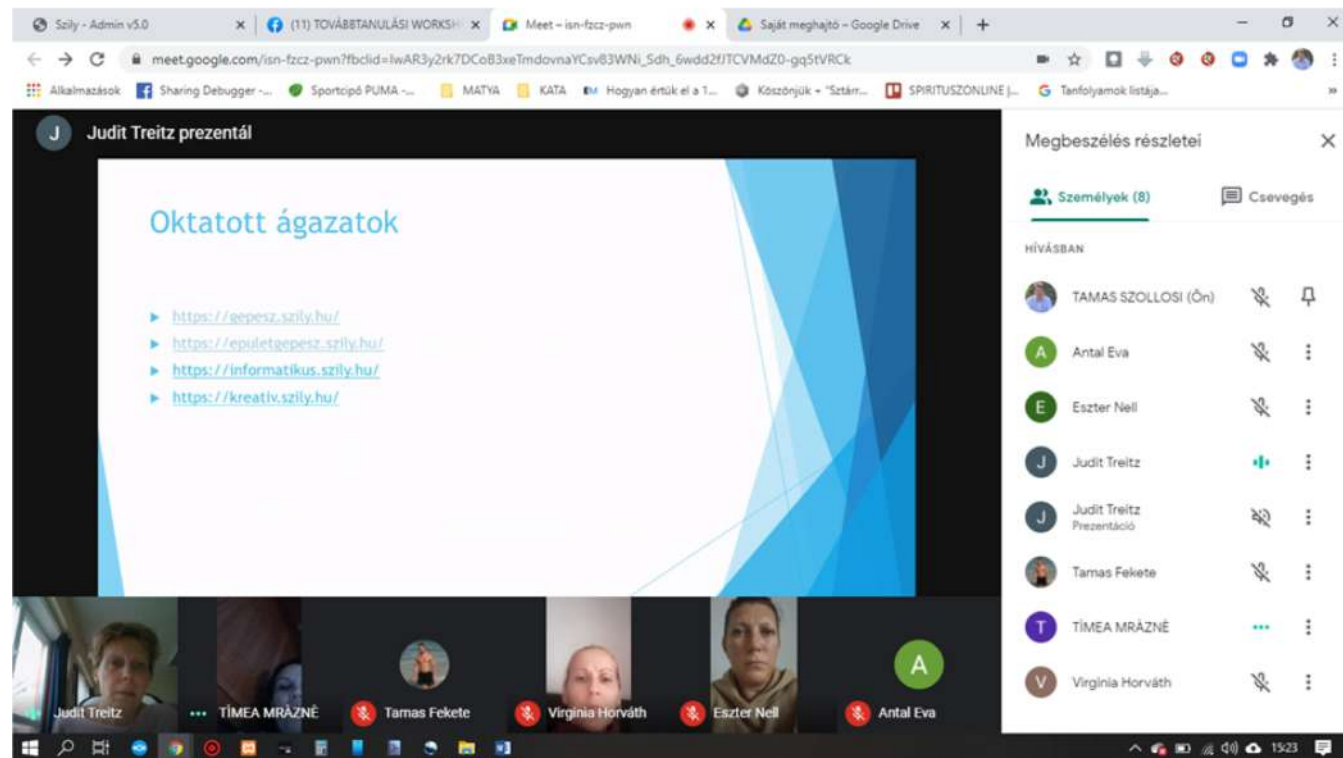 Szily - Admin v5.0
(11) TOVÁBBTANULÁSI WORKSH
Meet – isn-fzcz-pwn
Saját meghajtó – Google Drive
meet.google.com/isn-fzcz-pwn?fbclid=IwAR3y2rk7DCoB3xeTmdovnaYCsv83WNi_Sdh_6wdd2fJTCVMdZ0-gq5tVRCk
Alkalmazások
Sharing Debugger -...
Sportcipő PUMA -...
MATYA
KATA
Hogyan értük el a 1...
Köszönjük + "Sztárr...
SPIRITUSZONLINE |...
Tanfolyamok listája...
Judit Treitz prezentál
Oktatott ágazatok
https://gepesz.szily.hu/
https://epuletgepesz.szily.hu/
https://informatikus.szily.hu/
https://kreativ.szily.hu/
Judit Treitz
TÍMEA MRÁZNÉ
Tamas Fekete
Virginia Horváth
Eszter Nell
A
Antal Eva
Megbeszélés részletei
Személyek (8)
Csevegés
HÍVÁSBAN
TAMAS SZOLLOSI (Ön)
A Antal Eva
E Eszter Nell
J Judit Treitz
J Judit Treitz
Prezentáció
Tamas Fekete
T TÍMEA MRÁZNÉ
V Virginia Horváth
15:23